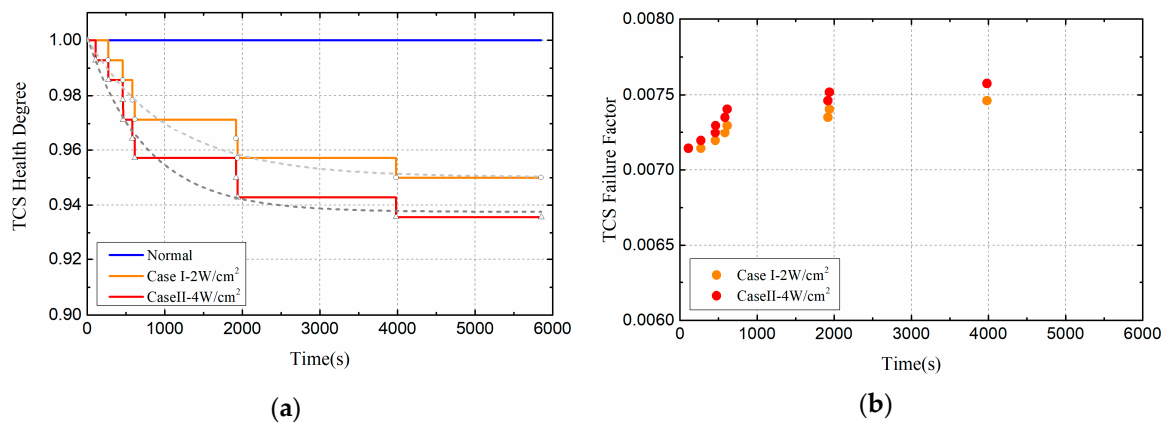 1.00
0.98
0.96
0.94
0.92
0.90
TCS Health Degree
Normal
Case I-2W/cm²
CaseII-4W/cm²
0 1000 2000 3000 4000 5000 6000
Time(s)
(a)
0.0080
0.0075
0.0070
0.0065
0.0060
TCS Failure Factor
Case I-2W/cm²
CaseII-4W/cm²
0 1000 2000 3000 4000 5000 6000
Time(s)
(b)